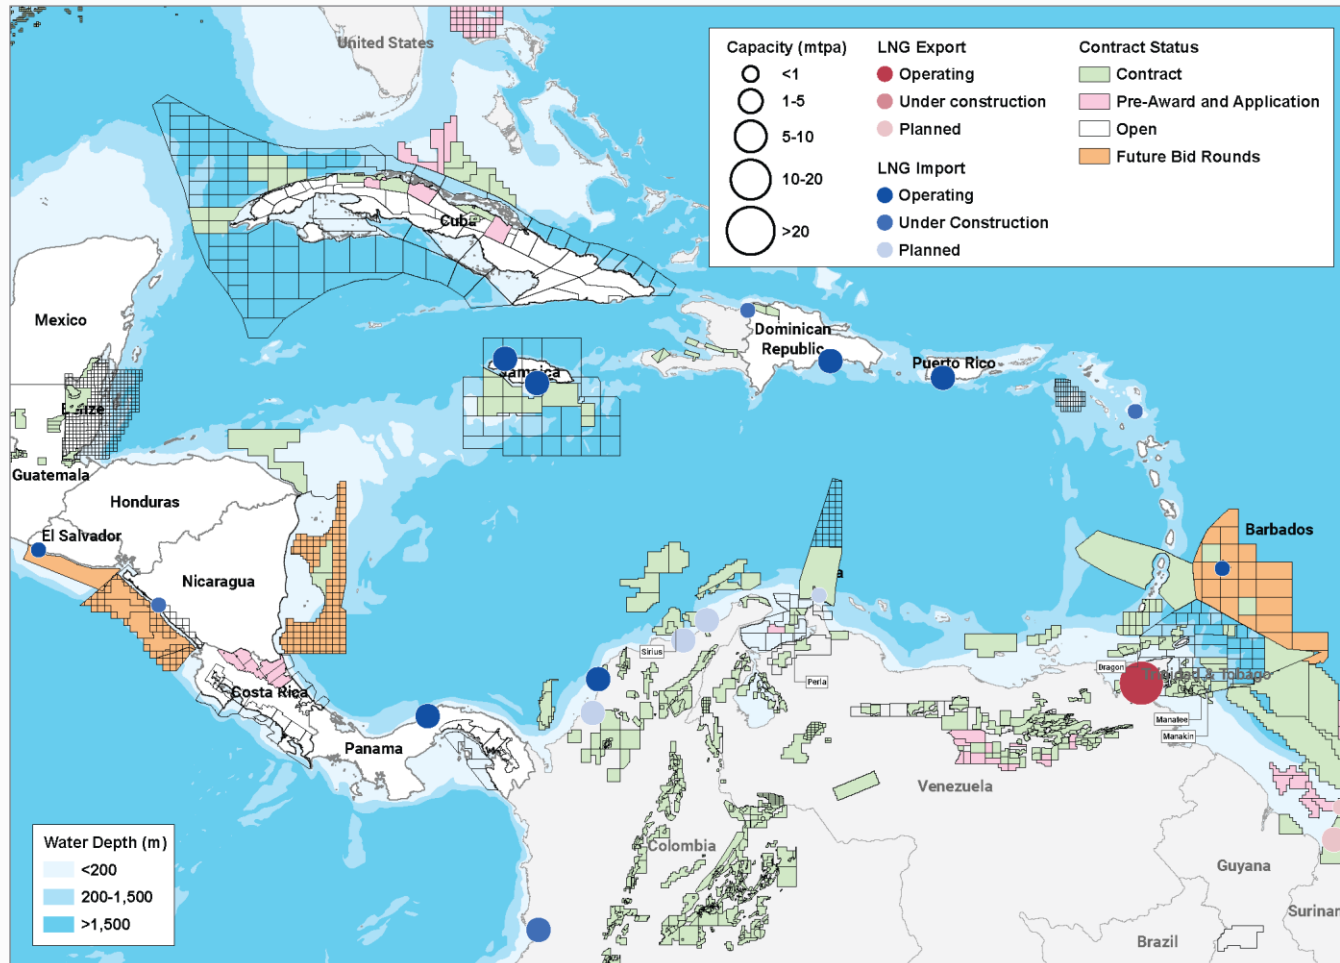 United States
Capacity (mtpa)
<1
1-5
5-10
10-20
>20
LNG Export
Operating
Under construction
Planned
LNG Import
Operating
Under Construction
Planned
Contract Status
Contract
Pre-Award and Application
Open
Future Bid Rounds
Cuba
Mexico
Dominican
Republic
Puerto Rico
Jamaica
Guatemala
Honduras
El Salvador
Nicaragua
Barbados
Costa Rica
Panama
Sirius
Perla
Dragon
Trinidad & Tobago
Manatee
Manakin
Venezuela
Colombia
Guyana
Surinam
Brazil
Water Depth (m)
<200
200-1,500
>1,500